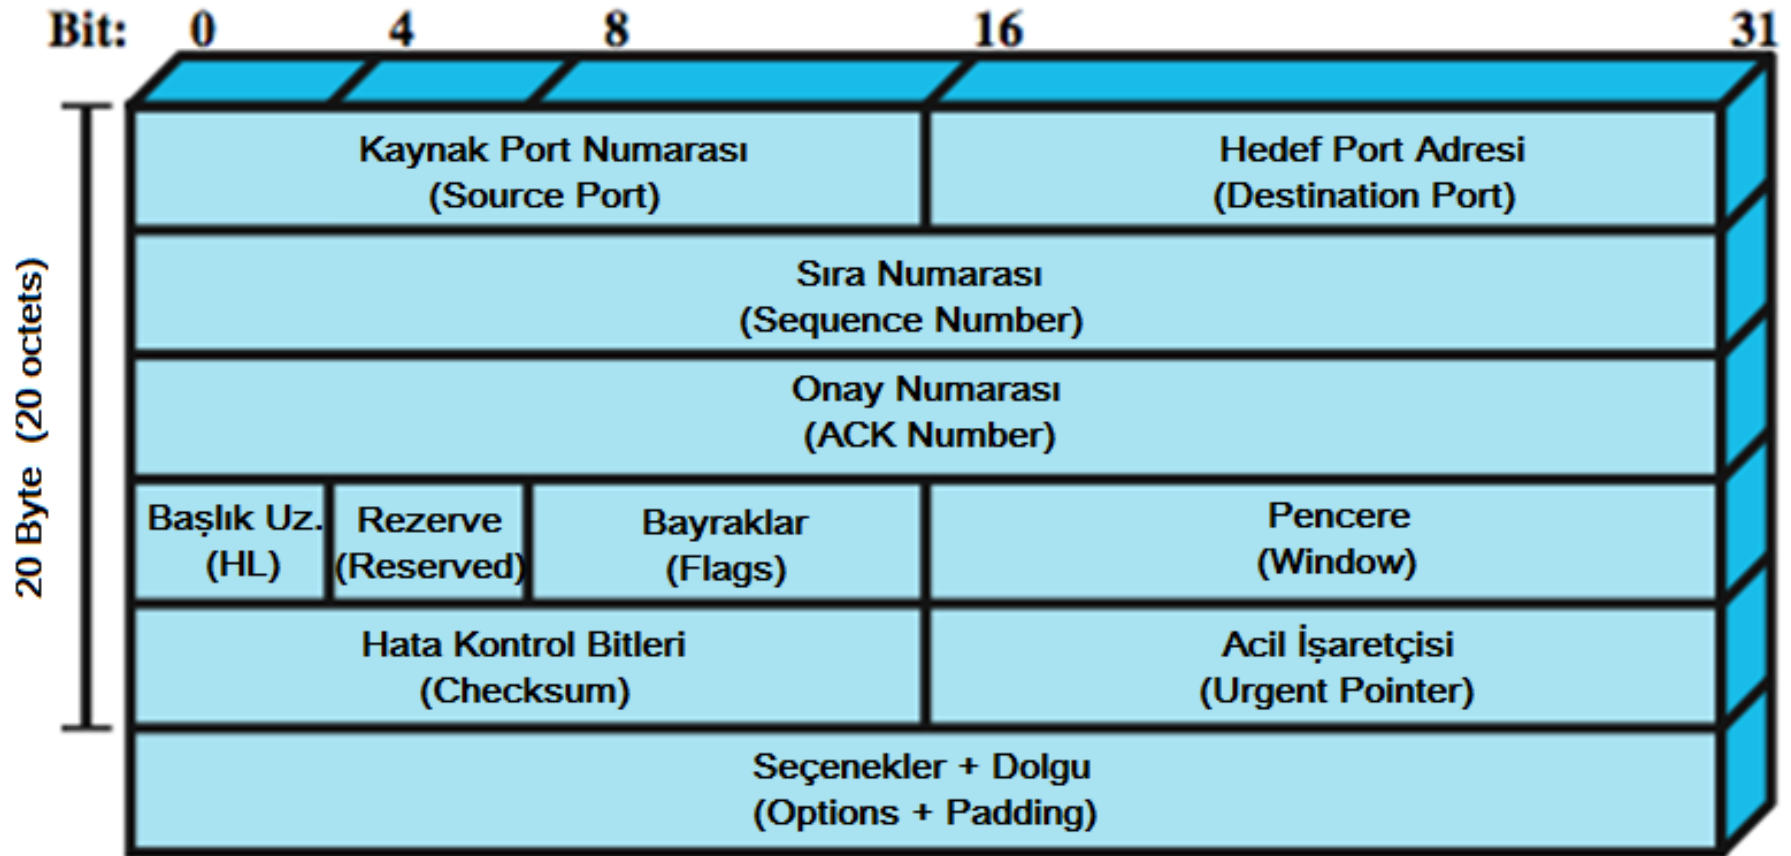 Bit: 0 4 8 16 31
Kaynak Port Numarası
(Source Port)
Hedef Port Adresi
(Destination Port)
Sıra Numarası
(Sequence Number)
Onay Numarası
(ACK Number)
Başlık Uz.
(HL)
Rezerve
(Reserved)
Bayraklar
(Flags)
Pencere
(Window)
Hata Kontrol Bitleri
(Checksum)
Acil İşaretçisi
(Urgent Pointer)
Seçenekler + Dolgu
(Options + Padding)
20 Byte (20 octets)